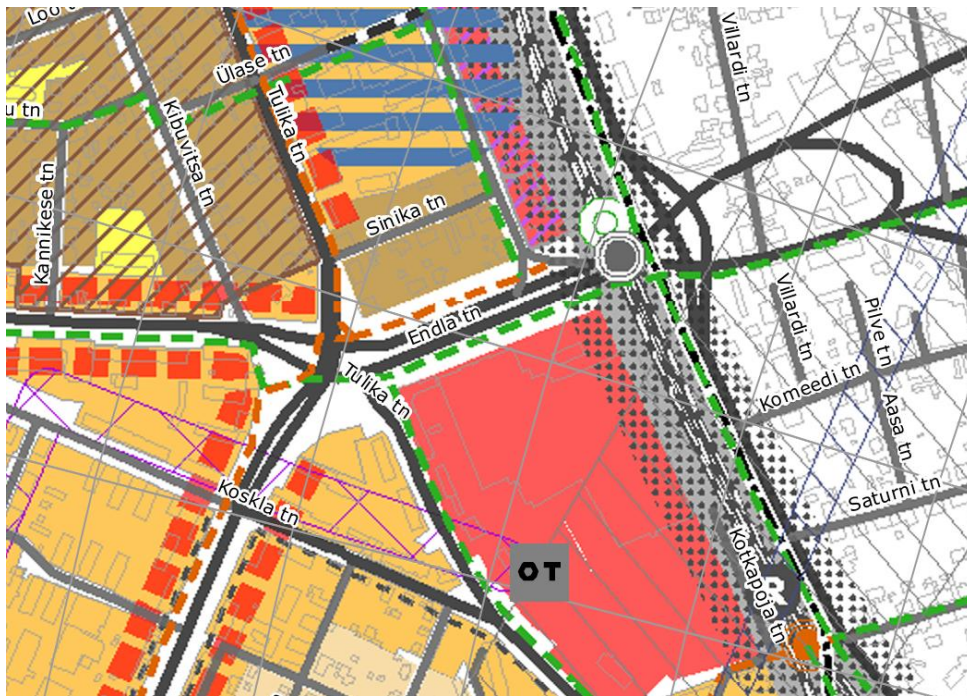 Loo t
Villardi tn
Ülase tn
Tulika tn
u tn
Kibuvitsa tn
Kannikese tn
Sinika tn
Endla tn
Villardi tn
Pilve tn
Komeedi tn
Tulika tn
Aasa tn
Koskla tn
Saturni tn
OT
Kotkapoja tn